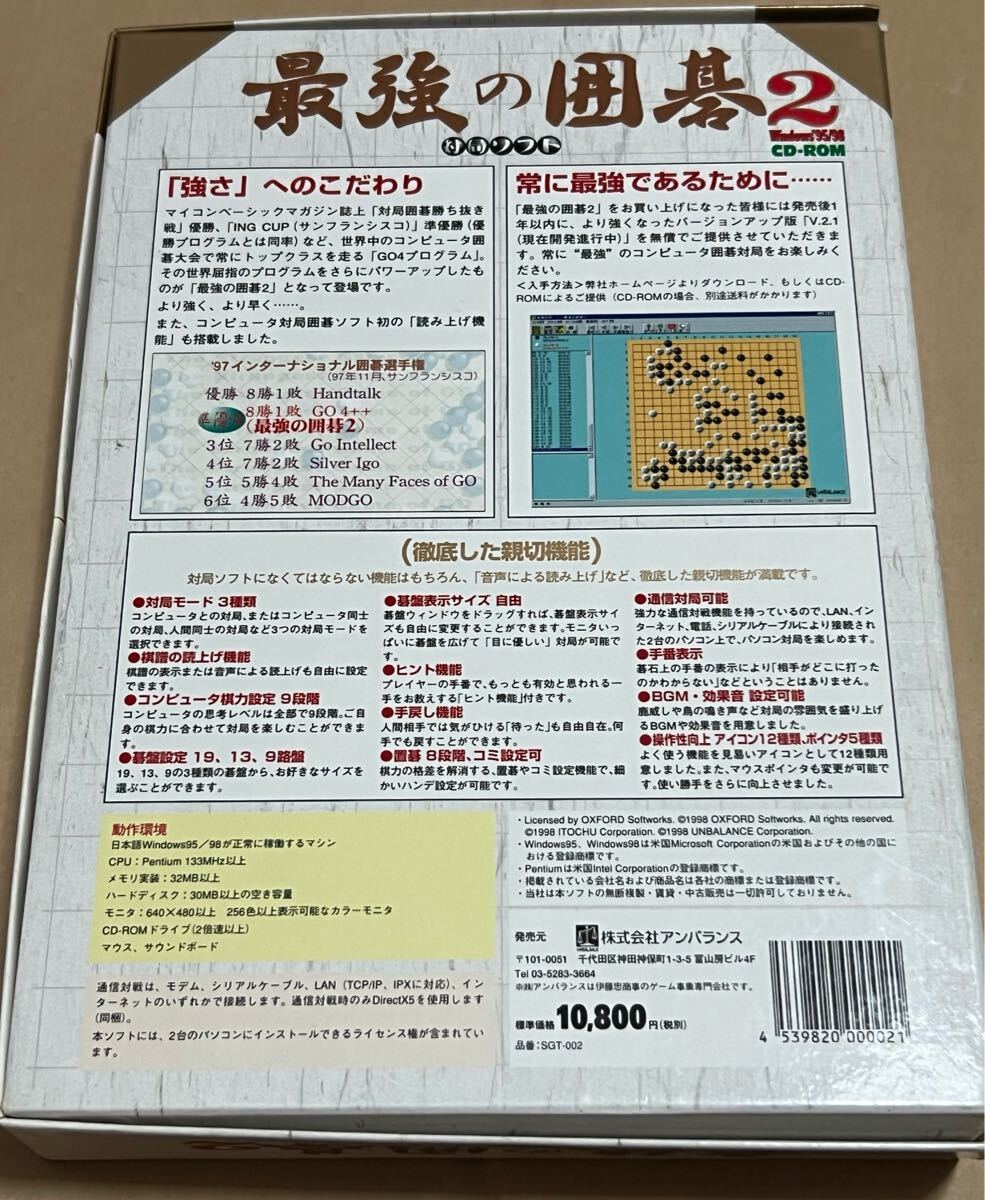 最強の囲碁2
対局ソフト
Windows'95/98
CD-ROM
「強さ」へのこだわり
マイコンベーシックマガジン誌上「対局囲碁勝ち抜き
戦」優勝、「ING CUP(サンフランシスコ)」準優勝(優
勝プログラムとは同率)など、世界中のコンピュータ囲
碁大会で常にトップクラスを走る「GO4プログラム」。
その世界屈指のプログラムをさらにパワーアップしたも
のが「最強の囲碁2」となって登場です。
より強く、より早く……。
また、コンピュータ対局囲碁ソフト初の「読み上げ機
能」も搭載しました。
'97インターナショナル囲碁選手権
(97年11月、サンフランシスコ)
優勝 8勝1敗 Handtalk
準優勝 8勝1敗 GO 4++
(最強の囲碁2)
3位 7勝2敗 Go Intellect
4位 7勝2敗 Silver Igo
5位 5勝4敗 The Many Faces of GO
6位 4勝5敗 MODGO
常に最強であるために……
「最強の囲碁2」をお買い上げになった皆様には発売後1
年以内に、より強くなったバージョンアップ版「V.2.1
(現在開発進行中)」を無償でご提供させていただきま
す。常に“最強”のコンピュータ囲碁対局をお楽しみく
ださい。
<入手方法>弊社ホームページよりダウンロード、もしくはCD-
ROMによるご提供(CD-ROMの場合、別途送料がかかります)
UNBALANCE
(徹底した親切機能)
対局ソフトになくてはならない機能はもちろん、「音声による読み上げ」など、徹底した親切機能が満載です。
●対局モード 3種類
コンピュータとの対局、またはコンピュータ同士
の対局、人間同士の対局など3つの対局モードを
選択できます。
●棋譜の読上げ機能
棋譜の表示または音声による読上げも自由に設定
できます。
●コンピュータ棋力設定 9段階
コンピュータの思考レベルは全部で9段階。ご自
身の棋力に合わせて対局を楽しむことができま
す。
●碁盤設定 19、13、9路盤
19、13、9の3種類の碁盤から、お好きなサイズを
選ぶことができます。
●碁盤表示サイズ 自由
碁盤ウィンドウをドラッグすれば、碁盤表示サイ
ズも自由に変更することができます。モニタいっ
ぱいに碁盤を広げて「目に優しい」対局が可能で
す。
●ヒント機能
プレイヤーの手番で、もっとも有効と思われる一
手をお教えする「ヒント機能」付きです。
●手戻し機能
人間相手では気がひける「待った」も自由自在。何
手でも戻すことができます。
●置碁 8段階、コミ設定可
棋力の格差を解消する、置碁やコミ設定機能で、細
かいハンデ設定が可能です。
●通信対局可能
強力な通信対戦機能を持っているので、LAN、イン
ターネット、電話、シリアルケーブルにより接続され
た2台のパソコン上で、パソコン対局を楽しめます。
●手番表示
碁石上の手番の表示により「相手がどこに打った
のかわからない」などということはありません。
●BGM・効果音 設定可能
鹿威しや鳥の鳴き声など対局の雰囲気を盛り上げ
るBGMや効果音を用意しました。
●操作性向上 アイコン12種類、ポインタ5種類
よく使う機能を見易いアイコンとして12種類用
意しました。また、マウスポインタも変更が可能で
す。使い勝手をさらに向上させました。
動作環境
日本語Windows95/98が正常に稼働するマシン
CPU:Pentium 133MHz以上
メモリ実装:32MB以上
ハードディスク:30MB以上の空き容量
モニタ:640×480以上 256色以上表示可能なカラーモニタ
CD-ROMドライブ(2倍速以上)
マウス、サウンドボード
通信対戦は、モデム、シリアルケーブル、LAN(TCP/IP、IPXに対応)、イン
ターネットのいずれかで接続します。通信対戦時のみDirectX5を使用します
(同梱)。
本ソフトには、2台のパソコンにインストールできるライセンス権が含まれてい
ます。
・Licensed by OXFORD Softworks. ©1998 OXFORD Softworks. All rights reserved.
©1998 ITOCHU Corporation. ©1998 UNBALANCE Corporation.
・Windows95、Windows98は米国Microsoft Corporationの米国およびその他の国に
おける登録商標です。
・Pentiumは米国Intel Corporationの登録商標です。
・掲載されている会社名および商品名は各社の商標または登録商標です。
・当社は本ソフトの無断複製・賃貸・中古販売は一切許可しておりません。
発売元 UNBALANCE 株式会社アンバランス
〒101-0051 千代田区神田神保町1-3-5 冨山房ビル4F
Tel 03-5283-3664
※㈱アンバランスは伊藤忠商事のゲーム事業専門会社です。
標準価格10,800円(税別)
品番:SGT-002
4 539820 000021